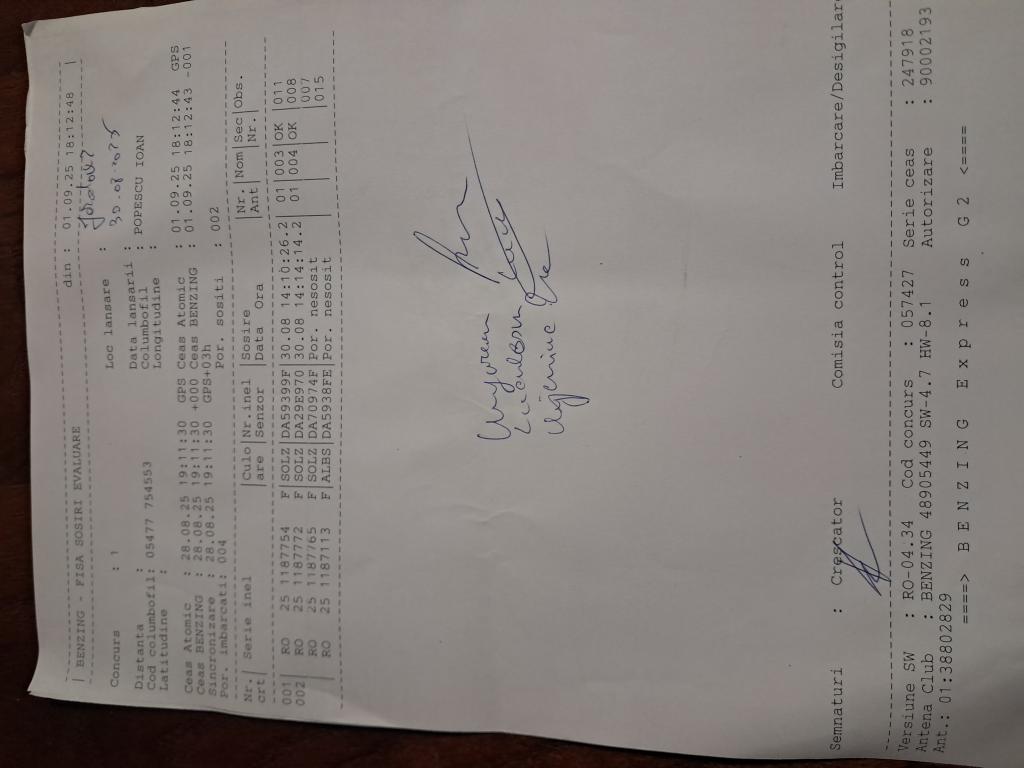 | BENZING - FISA SOSIRI EVALUARE din : 01.09.25 18:12:48 |
Concurs : 1 Loc lansare :
Distanta : Data lansarii : 30.08.2025
Cod columbofil: 05477 754553 Columbofil : POPESCU IOAN
Latitudine : Longitudine :
Ceas Atomic : 28.08.25 19:11:30 GPS Ceas Atomic : 01.09.25 18:12:44 GPS
Ceas BENZING : 28.08.25 19:11:30 +000 Ceas BENZING : 01.09.25 18:12:43 -001
Sincronizare : 28.08.25 19:11:30 GPS+03h
Por. imbarcati: 004 Por. sositi : 002
Nr.| Serie inel |Culo|Nr.inel |Sosire |Nr.|Nom|Sec|Obs.
crt| |are |Senzor |Data Ora |Ant| |Nr.|
001| RO 25 1187754 F|SOLZ|DA59399F|30.08 14:10:26.2| 01|003|OK |011
002| RO 25 1187772 F|SOLZ|DA29E970|30.08 14:14:14.2| 01|004|OK |008
| RO 25 1187765 F|SOLZ|DA70974F|Por. nesosit | | | |007
| RO 25 1187113 F|ALBS|DA5938FE|Por. nesosit | | | |015
Semnaturi : Crescator Comisia control Imbarcare/Desigilare
Versiune SW : RO-04.34 Cod concurs : 057427 Serie ceas : 247918
Antena Club : BENZING 48905449 SW-4.7 HW-8.1 Autorizare : 90002193
Ant.: 01:38802829
====> B E N Z I N G E x p r e s s G 2 <====